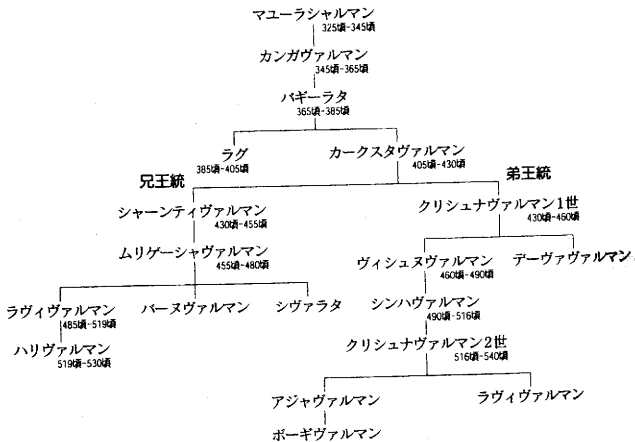 マユーラシャルマン
325頃-345頃
カンガヴァルマン
345頃-365頃
バギーラタ
365頃-385頃
ラグ
385頃-405頃
カークスタヴァルマン
405頃-430頃
兄王統
弟王統
シャーンティヴァルマン
430頃-455頃
クリシュナヴァルマン1世
430頃-460頃
ムリゲーシャヴァルマン
455頃-480頃
ヴィシュヌヴァルマン
460頃-490頃
デーヴァヴァルマン
ラヴィヴァルマン
485頃-519頃
バーヌヴァルマン
シヴァラタ
シンハヴァルマン
490頃-516頃
ハリヴァルマン
519頃-530頃
クリシュナヴァルマン2世
516頃-540頃
アジャヴァルマン
ラヴィヴァルマン
ボーギヴァルマン